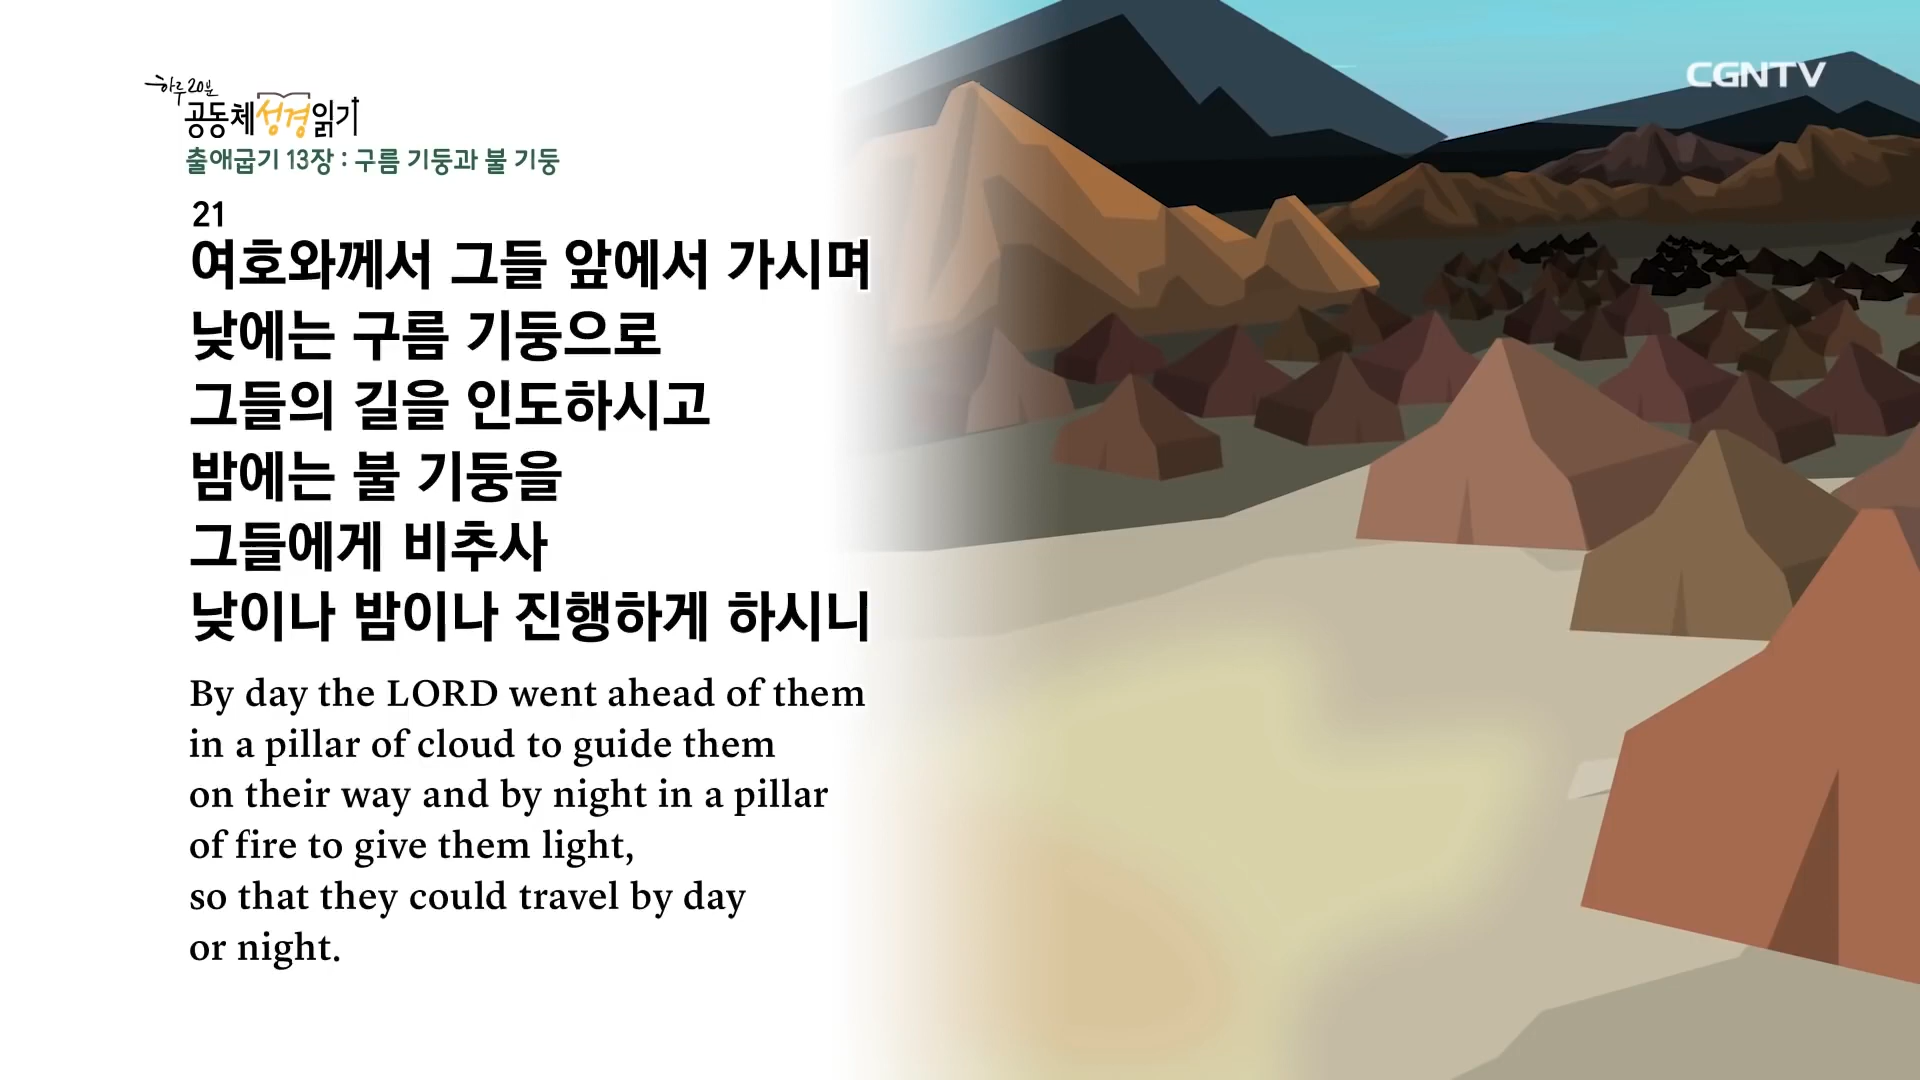 하루 20분
공동체성경읽기
CGNTV
출애굽기 13장 : 구름 기둥과 불 기둥
21
여호와께서 그들 앞에서 가시며
낮에는 구름 기둥으로
그들의 길을 인도하시고
밤에는 불 기둥을
그들에게 비추사
낮이나 밤이나 진행하게 하시니
By day the LORD went ahead of them
in a pillar of cloud to guide them
on their way and by night in a pillar
of fire to give them light,
so that they could travel by day
or night.